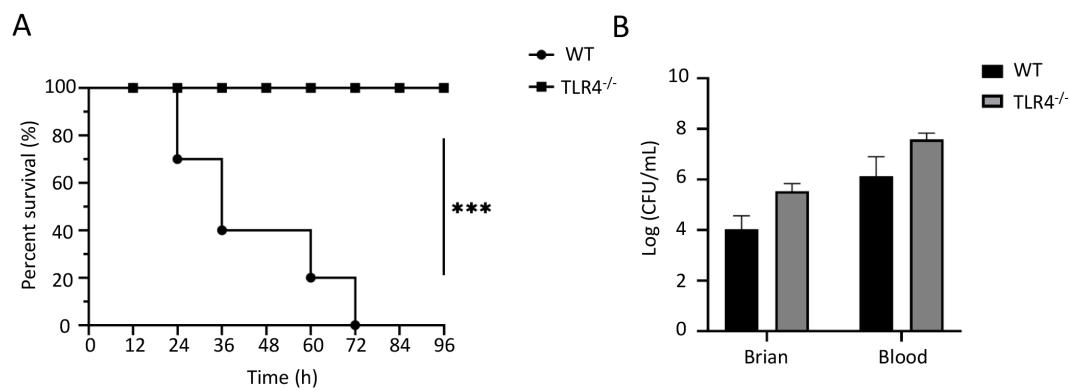 A
WT
TLR4-/-
Percent survival (%)
100
80
60
40
20
0
***
0 12 24 36 48 60 72 84 96
Time (h)
B
WT
TLR4-/-
Log (CFU/mL)
10
8
6
4
2
0
Brian Blood